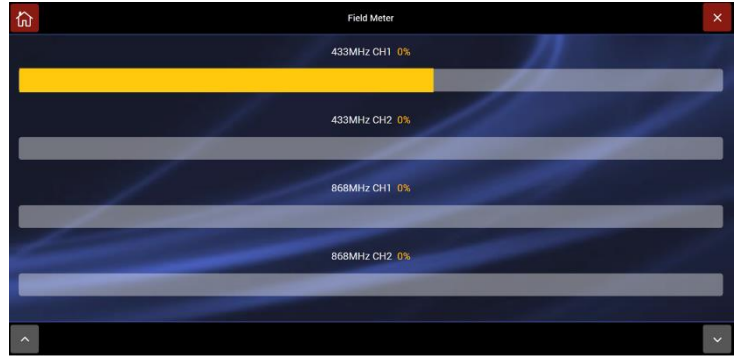 Field Meter
433MHz CH1 0%
433MHz CH2 0%
868MHz CH1 0%
868MHz CH2 0%